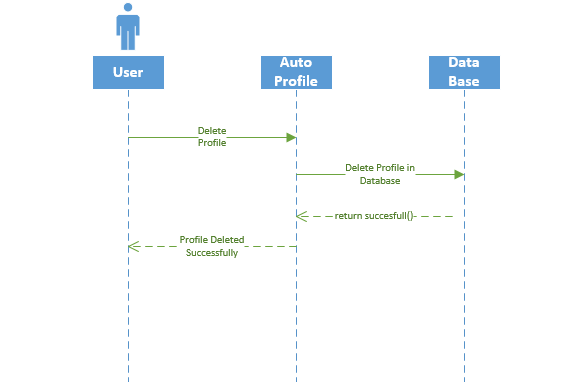 User
Auto
Profile
Data
Base
Delete
Profile
Delete Profile in
Database
return succesfull()
Profile Deleted
Successfully